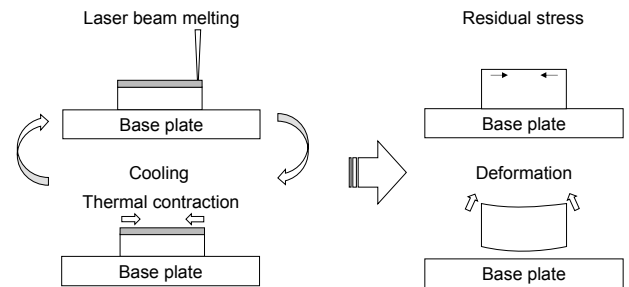 Laser beam melting
Base plate
Cooling
Thermal contraction
Base plate
Residual stress
Base plate
Deformation
Base plate